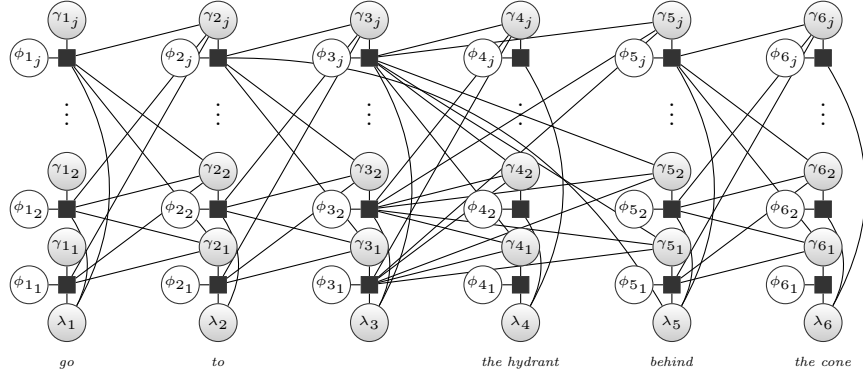 γ1ⱼ γ2ⱼ γ3ⱼ γ4ⱼ γ5ⱼ γ6ⱼ
ϕ1ⱼ ϕ2ⱼ ϕ3ⱼ ϕ4ⱼ ϕ5ⱼ ϕ6ⱼ
⋮ ⋮ ⋮ ⋮ ⋮ ⋮
γ1₂ γ2₂ γ3₂ γ4₂ γ5₂ γ6₂
ϕ1₂ ϕ2₂ ϕ3₂ ϕ4₂ ϕ5₂ ϕ6₂
γ1₁ γ2₁ γ3₁ γ4₁ γ5₁ γ6₁
ϕ1₁ ϕ2₁ ϕ3₁ ϕ4₁ ϕ5₁ ϕ6₁
λ₁ λ₂ λ₃ λ₄ λ₅ λ₆
go to the hydrant behind the cone